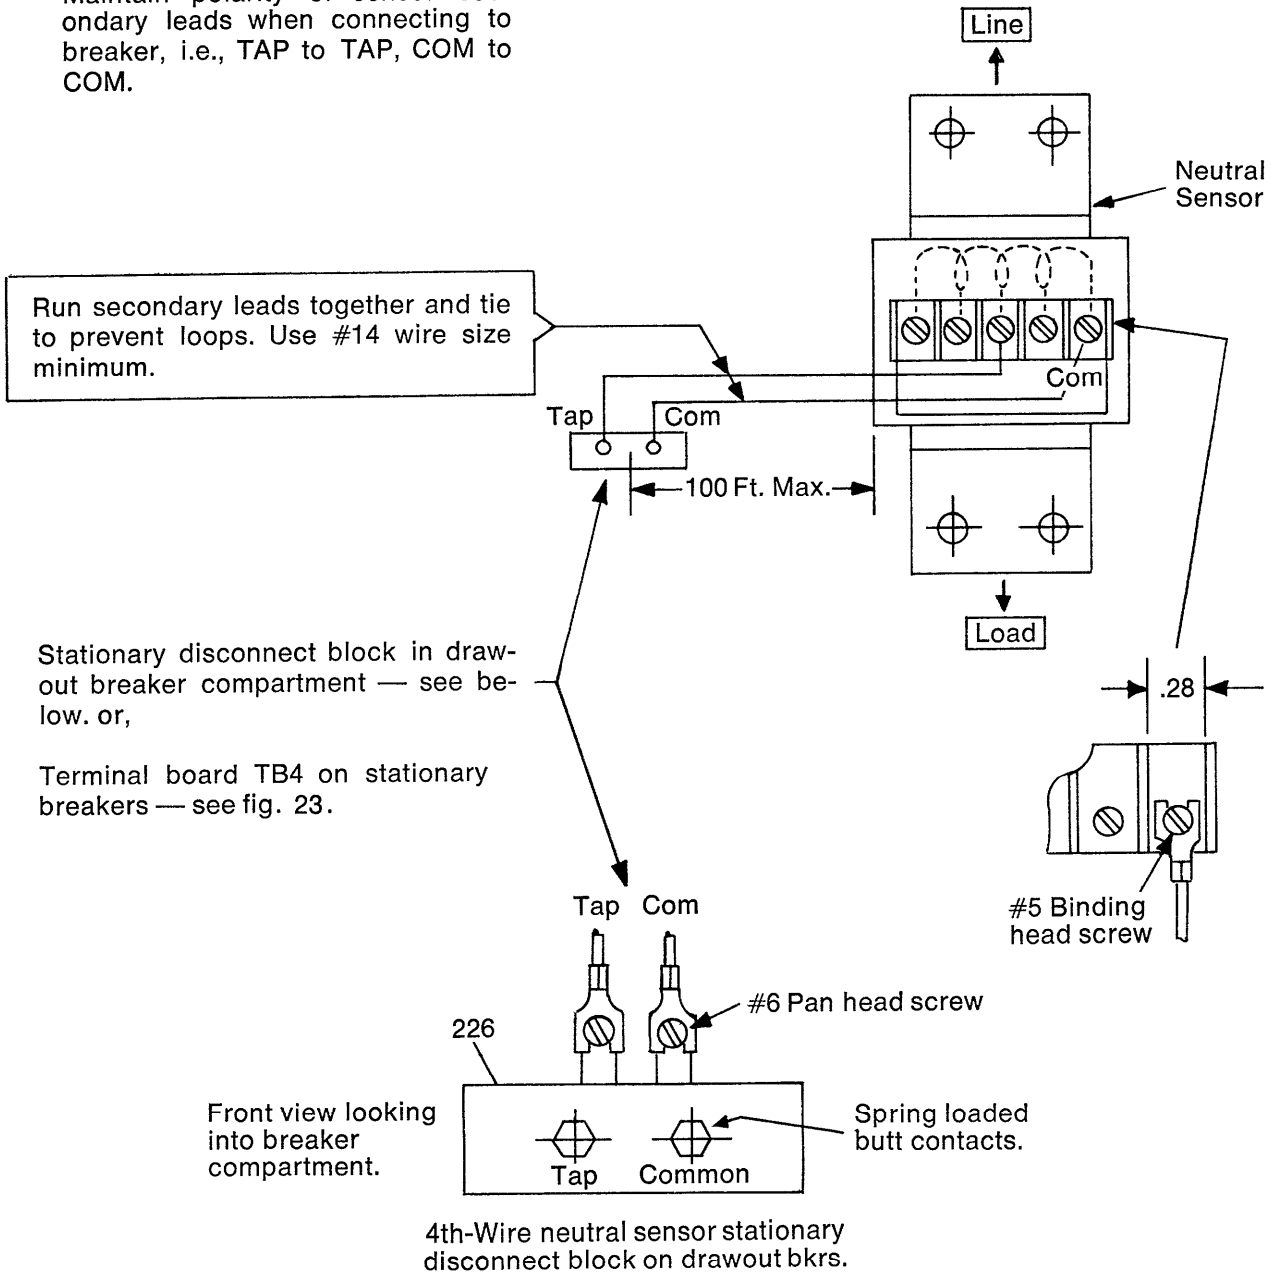 ondary leads when connecting to
breaker, i.e., TAP to TAP, COM to
COM.
Line
Neutral
Sensor
Run secondary leads together and tie
to prevent loops. Use #14 wire size
minimum.
Com
Tap Com
100 Ft. Max.
Load
Stationary disconnect block in draw-
out breaker compartment — see be-
low. or,
Terminal board TB4 on stationary
breakers — see fig. 23.
.28
#5 Binding
head screw
Tap Com
#6 Pan head screw
226
Front view looking
into breaker
compartment.
Spring loaded
butt contacts.
Tap Common
4th-Wire neutral sensor stationary
disconnect block on drawout bkrs.